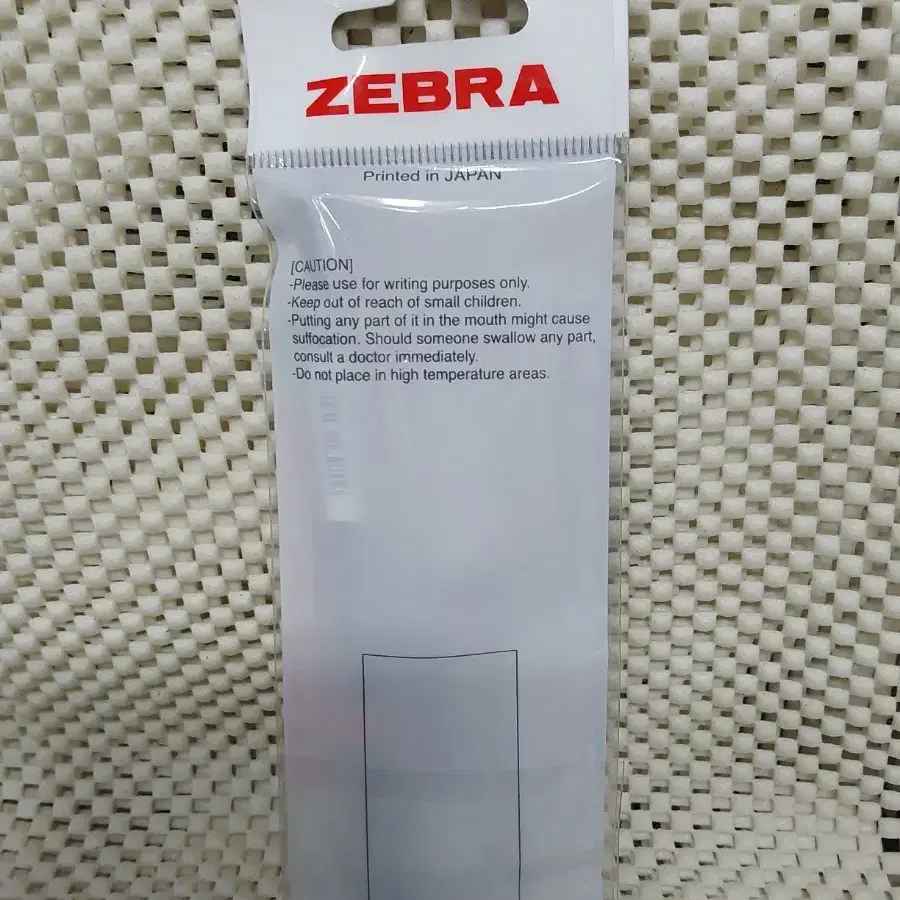 ZEBRA
Printed in JAPAN
[CAUTION]
-Please use for writing purposes only.
-Keep out of reach of small children.
-Putting any part of it in the mouth might cause
suffocation. Should someone swallow any part,
consult a doctor immediately.
-Do not place in high temperature areas.